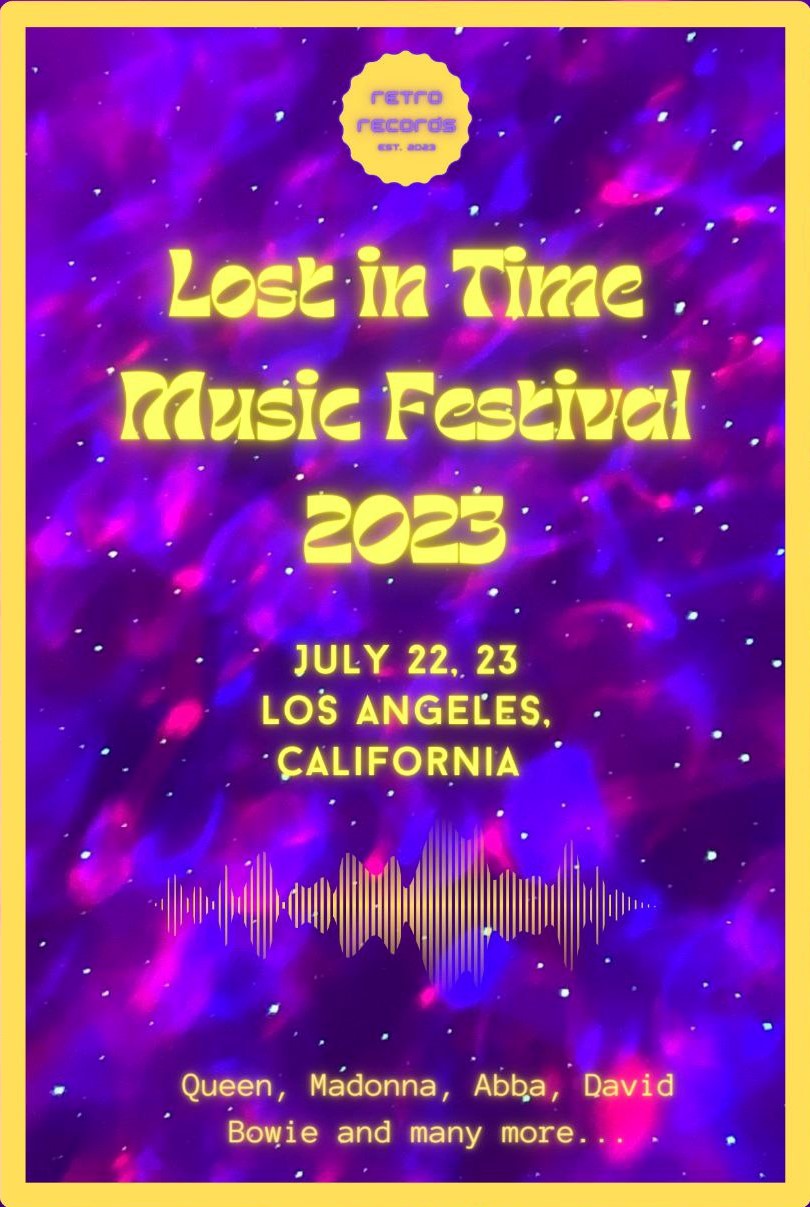 retro
records
EST. 2023
Lost in Time
Music Festival
2023
JULY 22, 23
LOS ANGELES,
CALIFORNIA
Queen, Madonna, Abba, David
Bowie and many more...